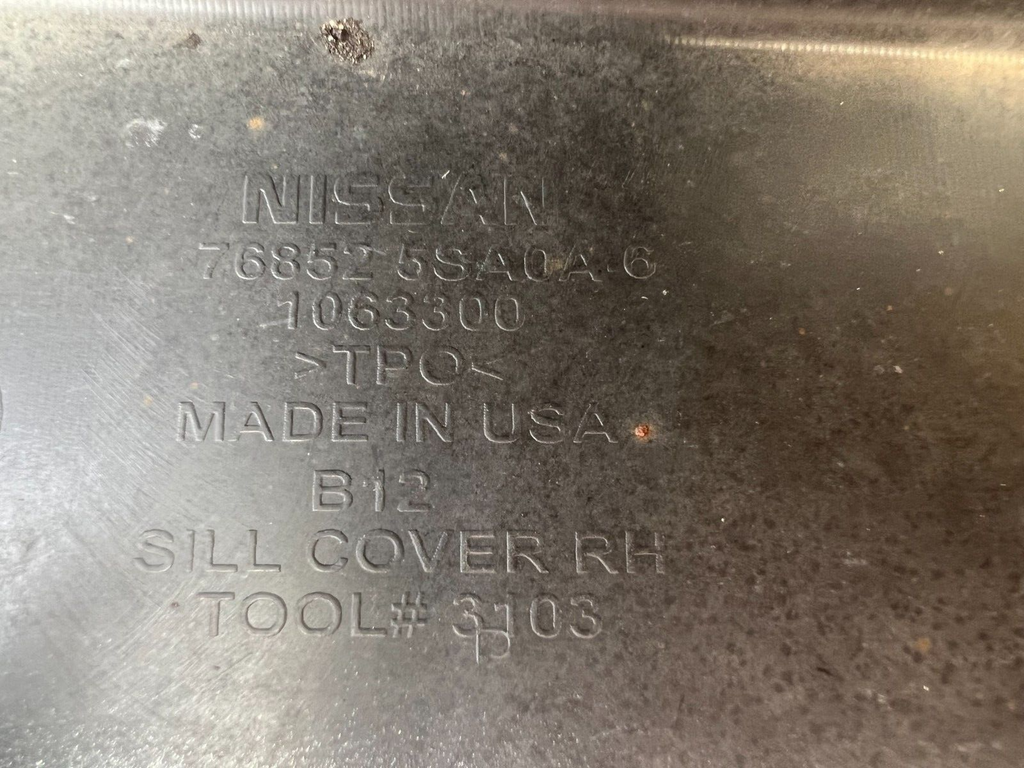 NISSAN
76852 5SA0A-6
1063300
>TPO<
MADE IN USA
B12
SILL COVER RH
TOOL# 3103